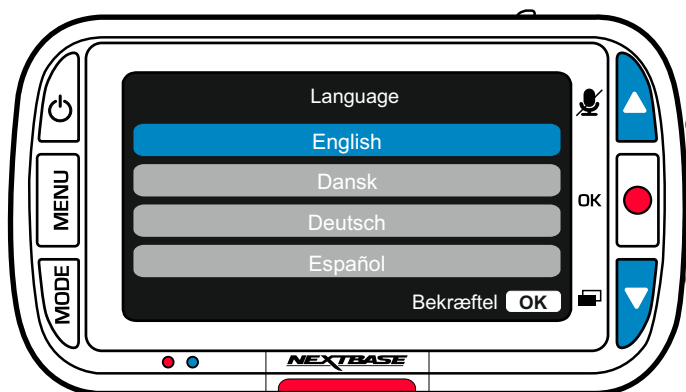 Language
English
Dansk
Deutsch
Español
Bekræftel OK
MENU
MODE
OK
NEXTBASE